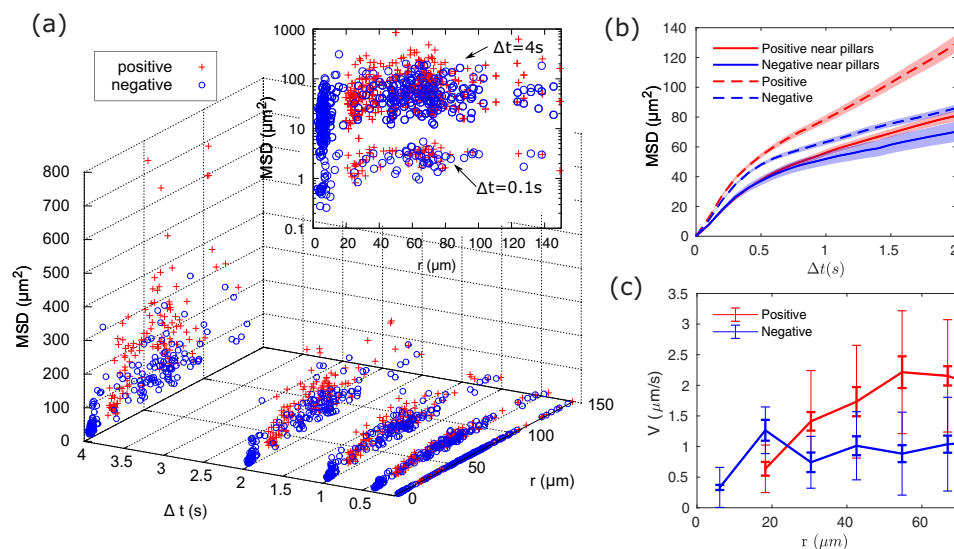 (a)
positive
negative
MSD (μm²)
800
700
600
500
400
300
200
100
0
4
3.5
3
2.5
2
1.5
1
0.5
Δ t (s)
0
50
100
150
r (μm)
MSD (μm²)
1000
100
10
1
0.1
0 20 40 60 80 100 120 140
r (μm)
Δt=4s
Δt=0.1s
(b)
MSD (μm²)
140
120
100
80
60
40
20
0
0 0.5 1 1.5 2
Δt(s)
Positive near pillars
Negative near pillars
Positive
Negative
(c)
V (μm/s)
3.5
3
2.5
2
1.5
1
0.5
0
0 20 40 60
r (μm)
Positive
Negative